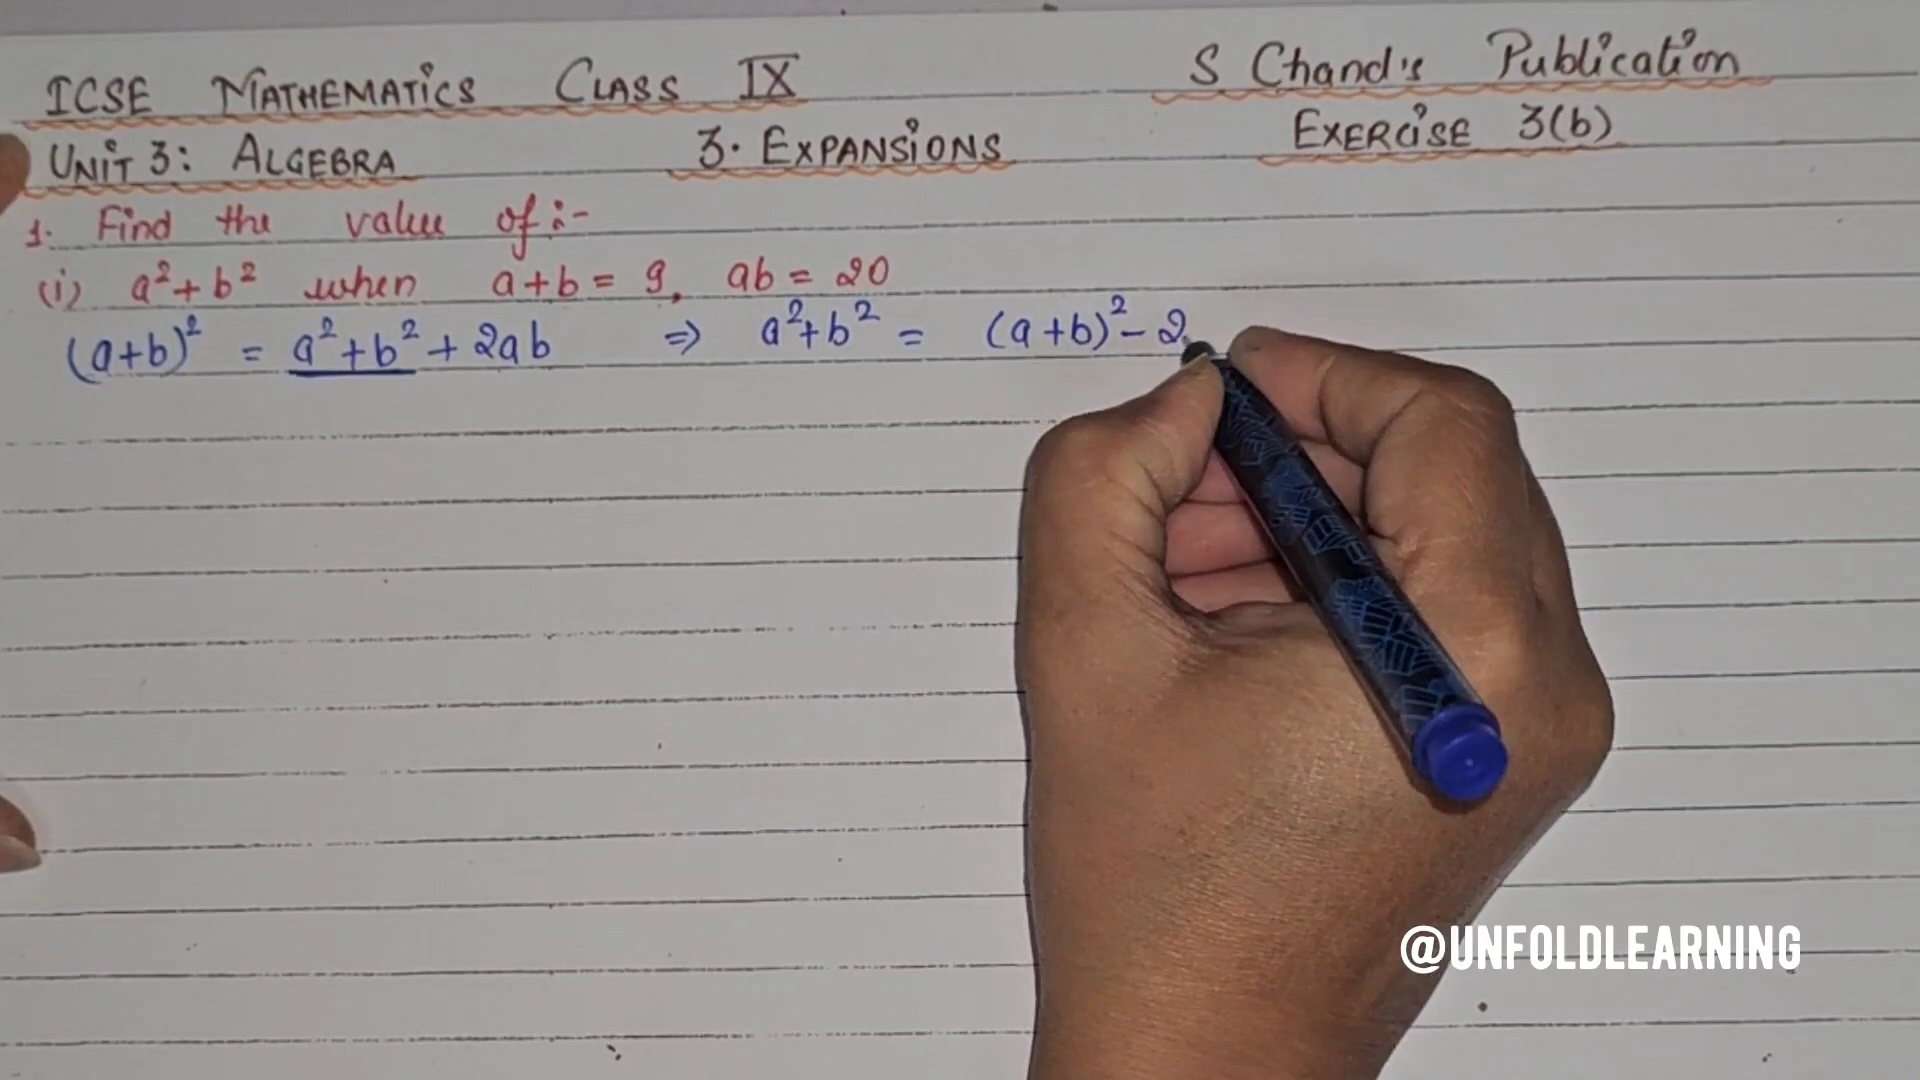 ICSE MATHEMATICS CLASS IX S Chand's Publication
UNIT 3: ALGEBRA 3. EXPANSIONS EXERCISE 3(b)
1. Find the value of :-
(i) a²+b² when a+b = 9, ab = 20
(a+b)² = a²+b² + 2ab ⇒ a²+b² = (a+b)² - 2
@UNFOLDLEARNING